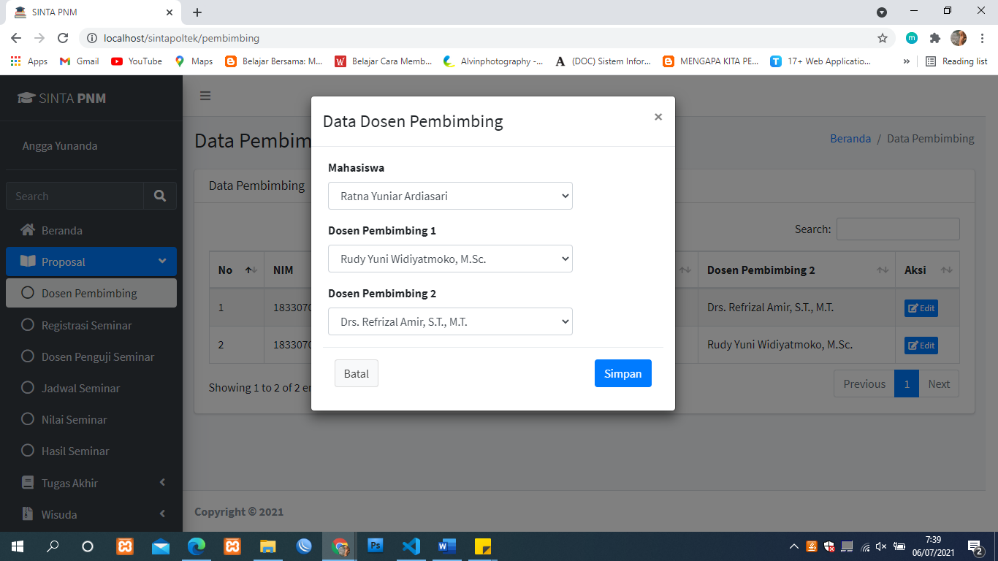 SINTA PNM
localhost/sintapoltek/pembimbing
Apps
Gmail
YouTube
Maps
Belajar Bersama: M...
Belajar Cara Memb...
Alvinphotography -...
(DOC) Sistem Infor...
MENGAPA KITA PE...
17+ Web Applicatio...
Reading list
SINTA PNM
Angga Yunanda
Search
Beranda
Proposal
Dosen Pembimbing
Registrasi Seminar
Dosen Penguji Seminar
Jadwal Seminar
Nilai Seminar
Hasil Seminar
Tugas Akhir
Wisuda
Data Pembim
Beranda / Data Pembimbing
Data Pembimbing
Search:
No NIM Dosen Pembimbing 2 Aksi
1 183307 Drs. Refrizal Amir, S.T., M.T. Edit
2 183307 Rudy Yuni Widiyatmoko, M.Sc. Edit
Showing 1 to 2 of 2 en
Previous 1 Next
Copyright © 2021
Data Dosen Pembimbing ×
Mahasiswa
Ratna Yuniar Ardiasari
Dosen Pembimbing 1
Rudy Yuni Widiyatmoko, M.Sc.
Dosen Pembimbing 2
Drs. Refrizal Amir, S.T., M.T.
Batal
Simpan
7:39
06/07/2021
2